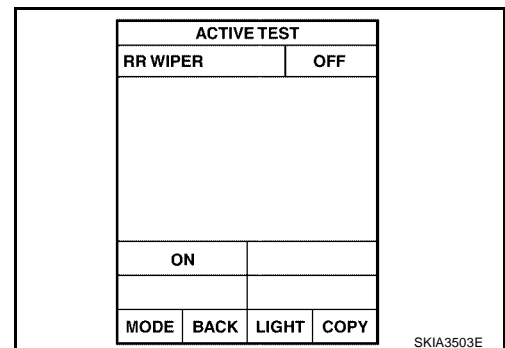 ACTIVE TEST
RR WIPER OFF
ON
MODE BACK LIGHT COPY
SKIA3503E